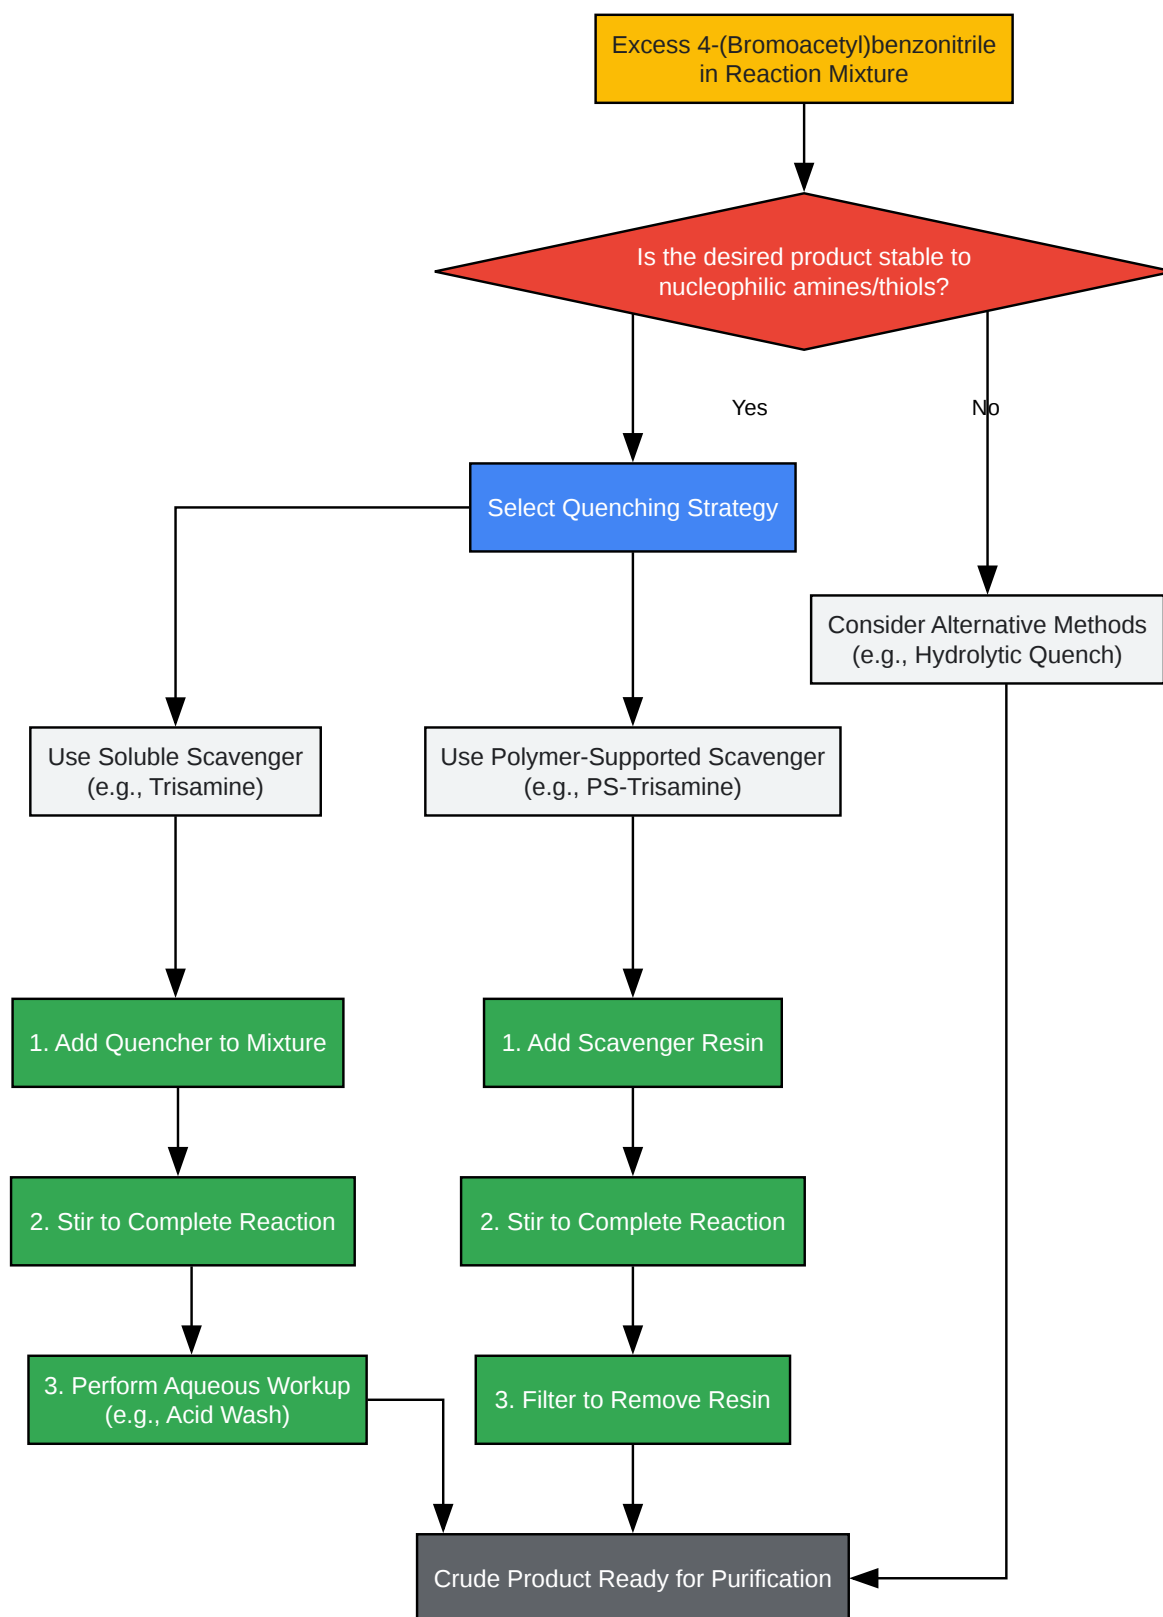 Excess 4-(Bromoacetyl)benzonitrile
in Reaction Mixture
Is the desired product stable to
nucleophilic amines/thiols?
Yes
No
Select Quenching Strategy
Consider Alternative Methods
(e.g., Hydrolytic Quench)
Use Soluble Scavenger
(e.g., Trisamine)
Use Polymer-Supported Scavenger
(e.g., PS-Trisamine)
1. Add Quencher to Mixture
1. Add Scavenger Resin
2. Stir to Complete Reaction
2. Stir to Complete Reaction
3. Perform Aqueous Workup
(e.g., Acid Wash)
3. Filter to Remove Resin
Crude Product Ready for Purification